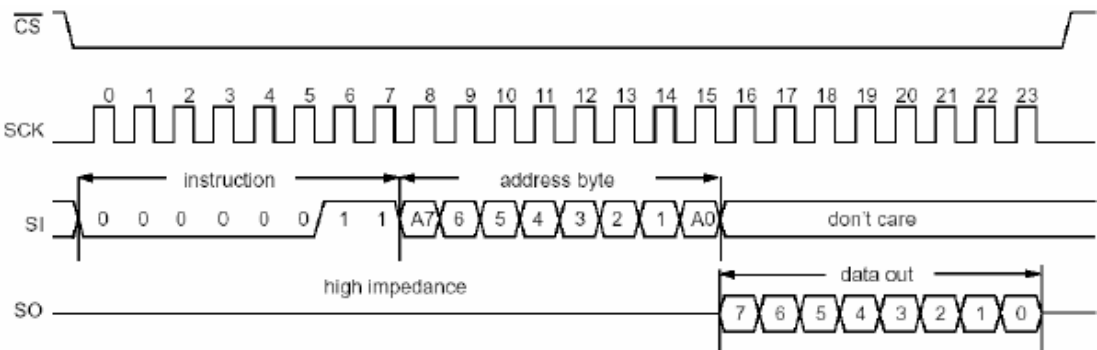 CS
0 1 2 3 4 5 6 7 8 9 10 11 12 13 14 15 16 17 18 19 20 21 22 23
SCK
instruction address byte
SI 0 0 0 0 0 0 1 1 A7 6 5 4 3 2 1 A0 don't care
high impedance data out
SO 7 6 5 4 3 2 1 0